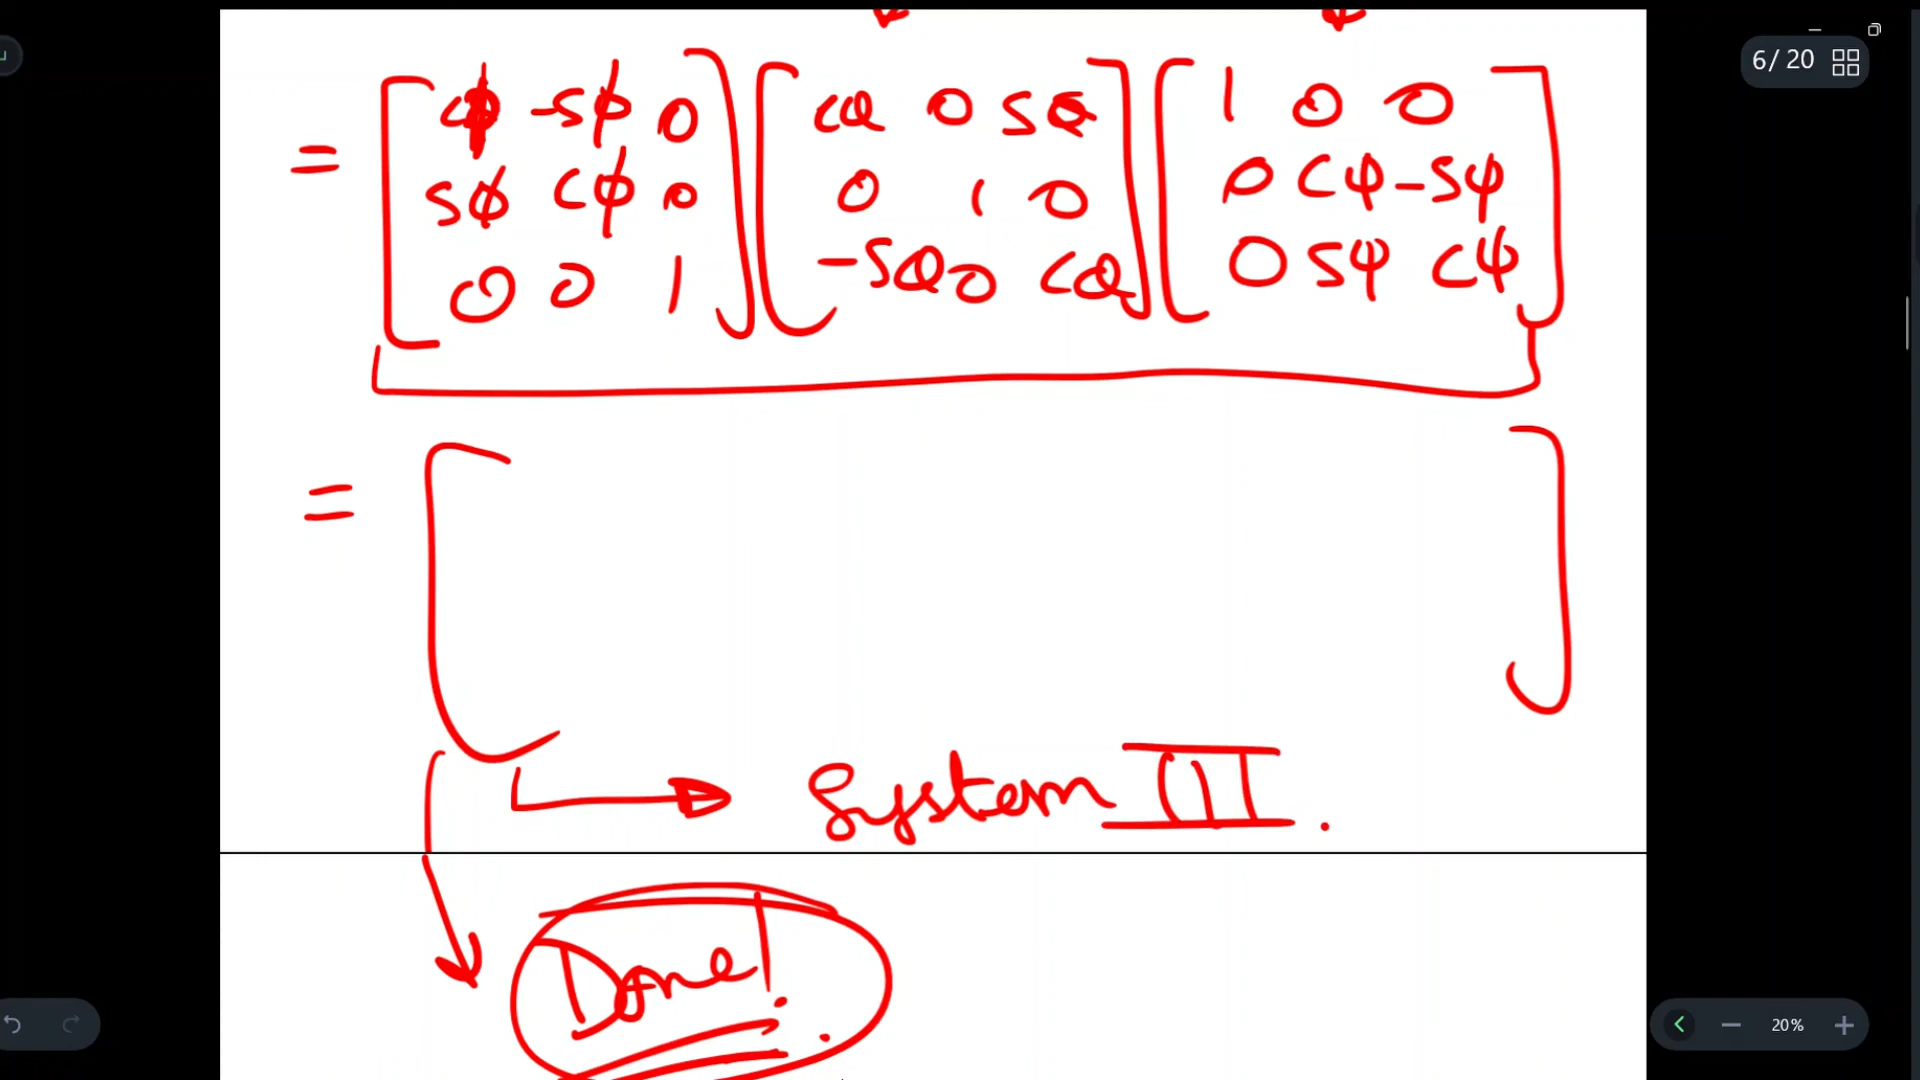 6/ 20
= [cϕ -sϕ 0] [cθ 0 sθ] [1 0 0]
[sϕ cϕ 0] [0 1 0] [0 cψ -sψ]
[0 0 1] [-sθ 0 cθ] [0 sψ cψ]
= [ ]
System III.
Done!.
20%